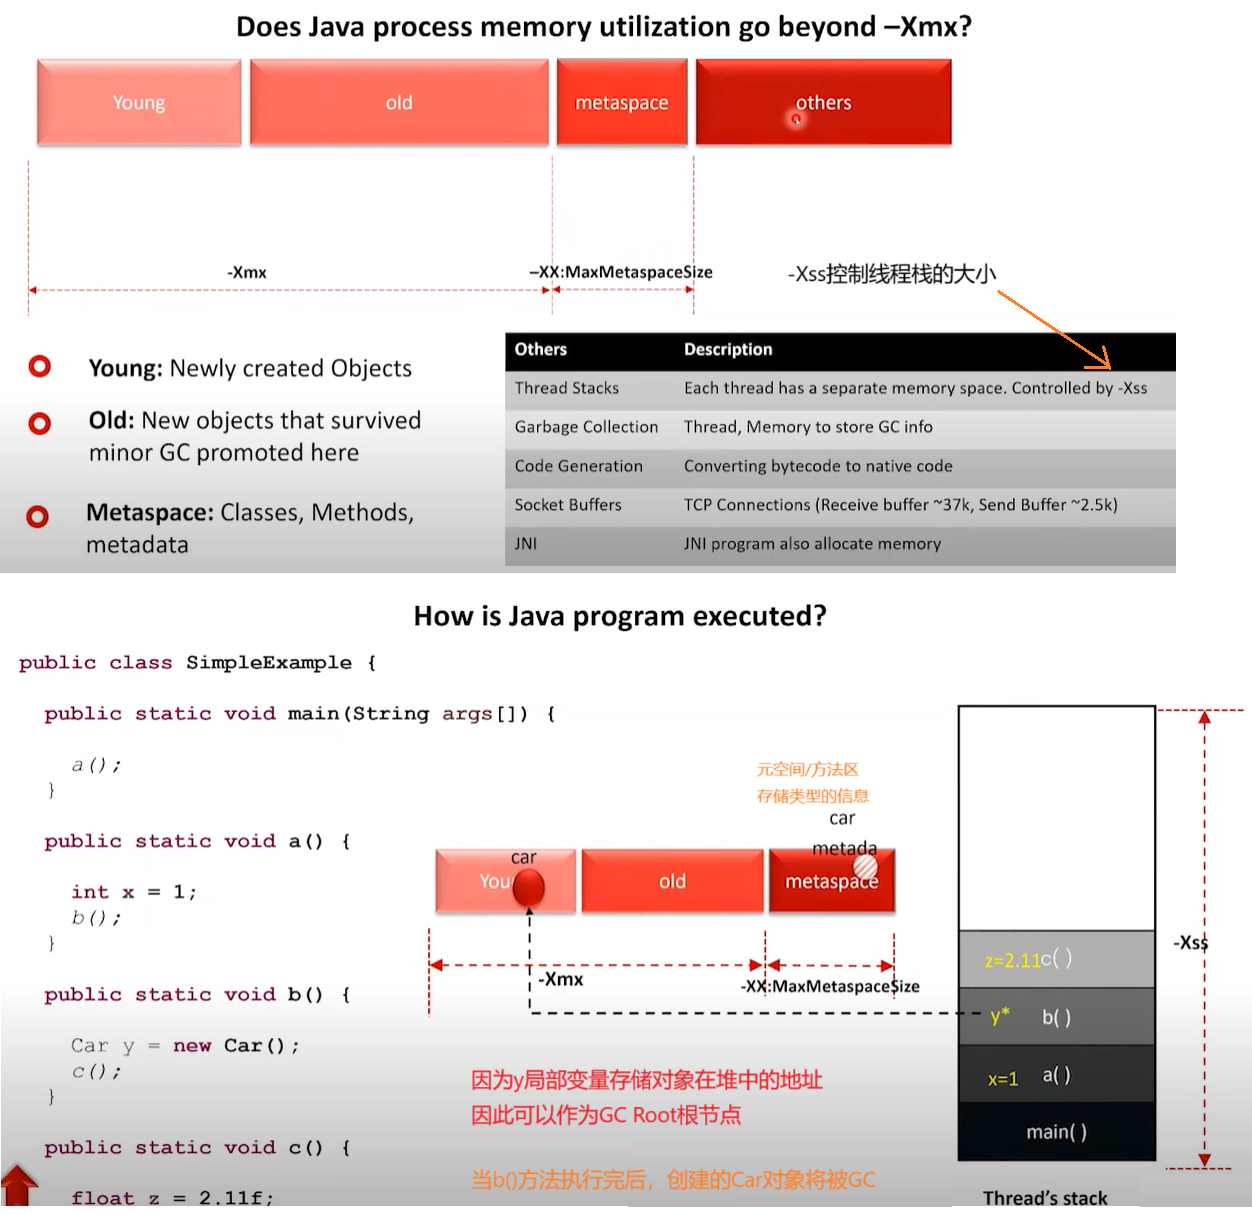 Does Java process memory utilization go beyond –Xmx?
Young
old
metaspace
others
-Xmx
–XX:MaxMetaspaceSize
-Xss控制线程栈的大小
Young: Newly created Objects
Old: New objects that survived
minor GC promoted here
Metaspace: Classes, Methods,
metadata
Others Description
Thread Stacks Each thread has a separate memory space. Controlled by -Xss
Garbage Collection Thread, Memory to store GC info
Code Generation Converting bytecode to native code
Socket Buffers TCP Connections (Receive buffer ~37k, Send Buffer ~2.5k)
JNI JNI program also allocate memory
How is Java program executed?
public class SimpleExample {
public static void main(String args[]) {
a();
}
public static void a() {
int x = 1;
b();
}
public static void b() {
Car y = new Car();
c();
}
public static void c() {
float z = 2.11f;
元空间/方法区
存储类型的信息
car
metada
car
You
old
metaspace
-Xmx
-XX:MaxMetaspaceSize
因为y局部变量存储对象在堆中的地址
因此可以作为GC Root根节点
当b()方法执行完后，创建的Car对象将被GC
z=2.11c( )
y* b( )
x=1 a( )
main( )
-Xss
Thread's stack